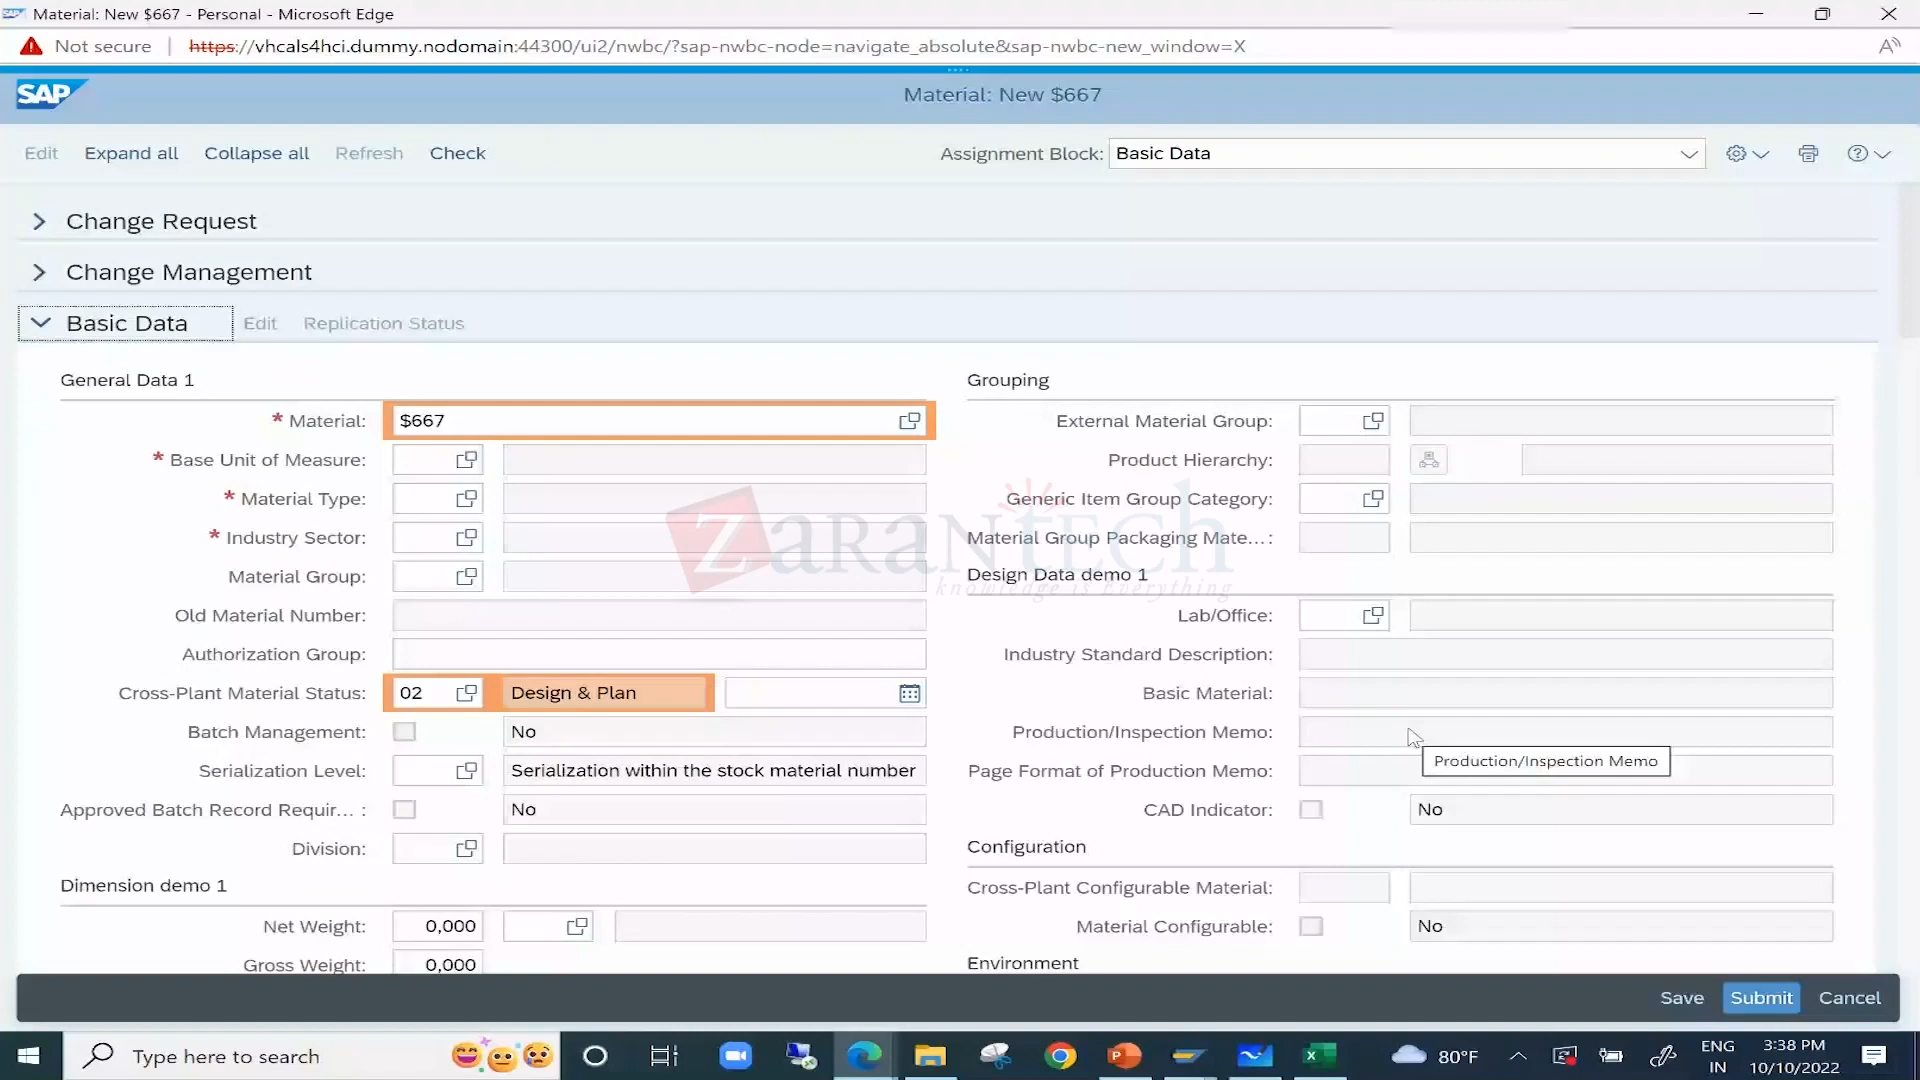 Material: New $667 - Personal - Microsoft Edge
Not secure | https://vhcals4hci.dummy.nodomain:44300/ui2/nwbc/?sap-nwbc-node=navigate_absolute&sap-nwbc-new_window=X
SAP
Material: New $667
Edit Expand all Collapse all Refresh Check
Assignment Block: Basic Data
Change Request
Change Management
Basic Data Edit Replication Status
General Data 1
* Material: $667
* Base Unit of Measure:
* Material Type:
* Industry Sector:
Material Group:
Old Material Number:
Authorization Group:
Cross-Plant Material Status: 02 Design & Plan
Batch Management: No
Serialization Level: Serialization within the stock material number
Approved Batch Record Requir... : No
Division:
Dimension demo 1
Net Weight: 0,000
Gross Weight: 0,000
Grouping
External Material Group:
Product Hierarchy:
Generic Item Group Category:
Material Group Packaging Mate...:
Design Data demo 1
Lab/Office:
Industry Standard Description:
Basic Material:
Production/Inspection Memo:
Production/Inspection Memo
Page Format of Production Memo:
CAD Indicator: No
Configuration
Cross-Plant Configurable Material:
Material Configurable: No
Environment
ZaranTech
knowledge is Everything
Save Submit Cancel
Type here to search
80°F
ENG
IN
3:38 PM
10/10/2022